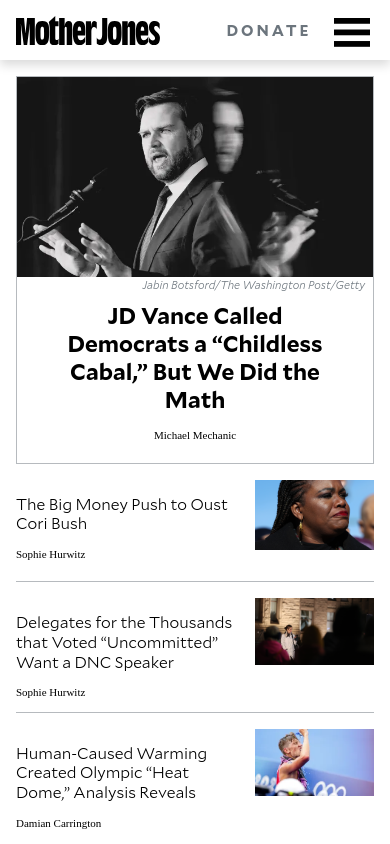 Mother Jones
DONATE
Jabin Botsford/The Washington Post/Getty
JD Vance Called
Democrats a “Childless
Cabal,” But We Did the
Math
Michael Mechanic
The Big Money Push to Oust
Cori Bush
Sophie Hurwitz
Delegates for the Thousands
that Voted “Uncommitted”
Want a DNC Speaker
Sophie Hurwitz
Human-Caused Warming
Created Olympic “Heat
Dome,” Analysis Reveals
Damian Carrington